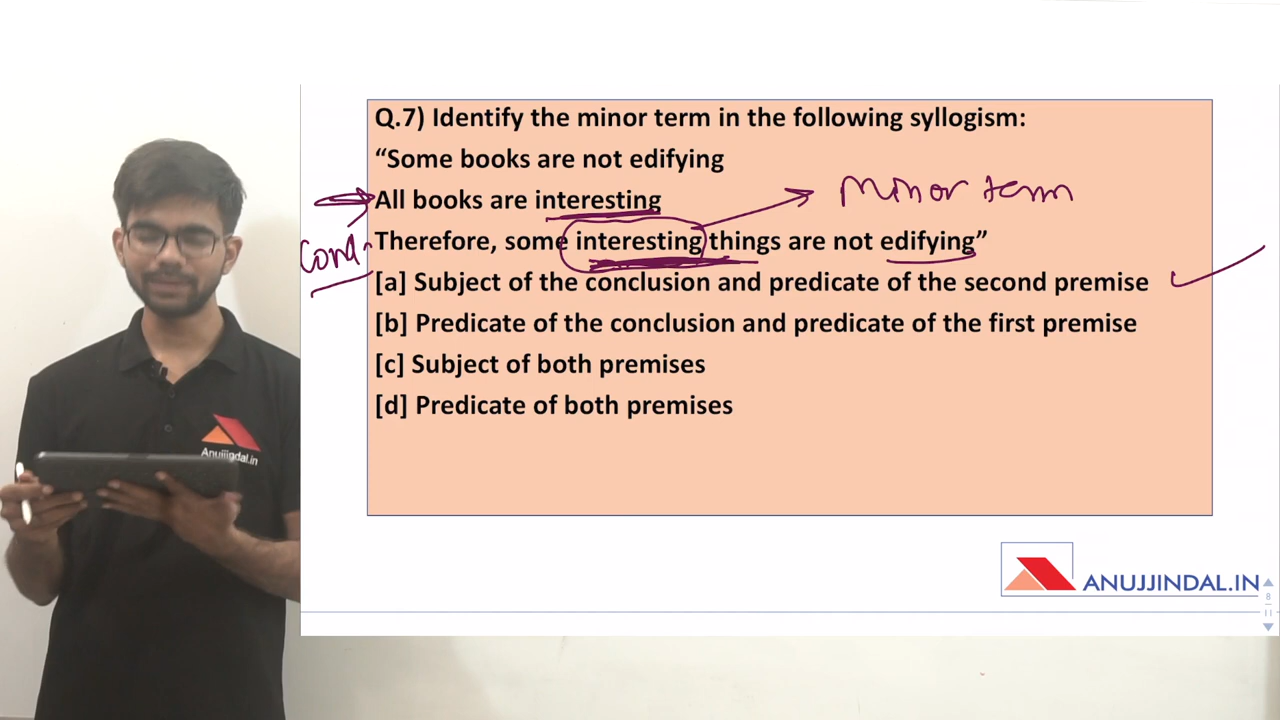 Q.7) Identify the minor term in the following syllogism:
“Some books are not edifying
All books are interesting
Minor term
Therefore, some interesting things are not edifying”
[a] Subject of the conclusion and predicate of the second premise
[b] Predicate of the conclusion and predicate of the first premise
[c] Subject of both premises
[d] Predicate of both premises
Anujjindal.in
ANUJJINDAL.IN
8
11